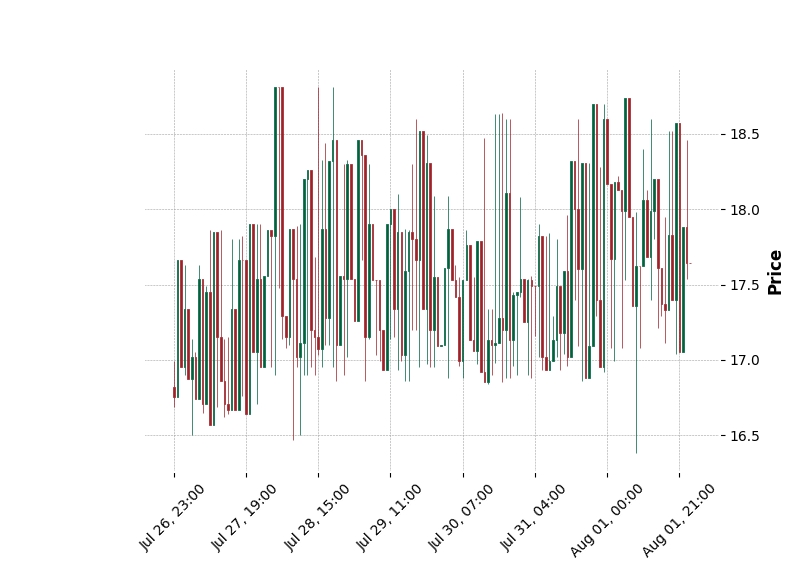 18.5
18.0
17.5
17.0
16.5
Price
Jul 26, 23:00
Jul 27, 19:00
Jul 28, 15:00
Jul 29, 11:00
Jul 30, 07:00
Jul 31, 04:00
Aug 01, 00:00
Aug 01, 21:00